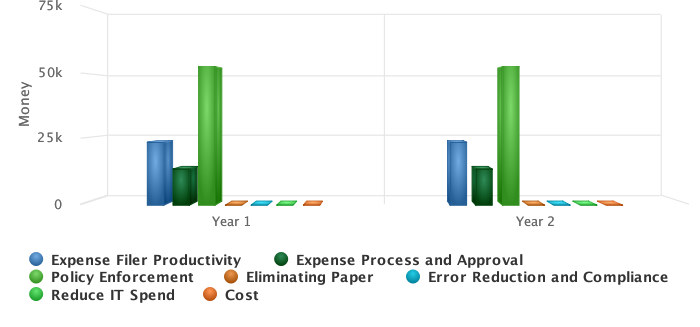 75k
50k
25k
0
Money
Year 1 Year 2
Expense Filer Productivity Expense Process and Approval
Policy Enforcement Eliminating Paper Error Reduction and Compliance
Reduce IT Spend Cost